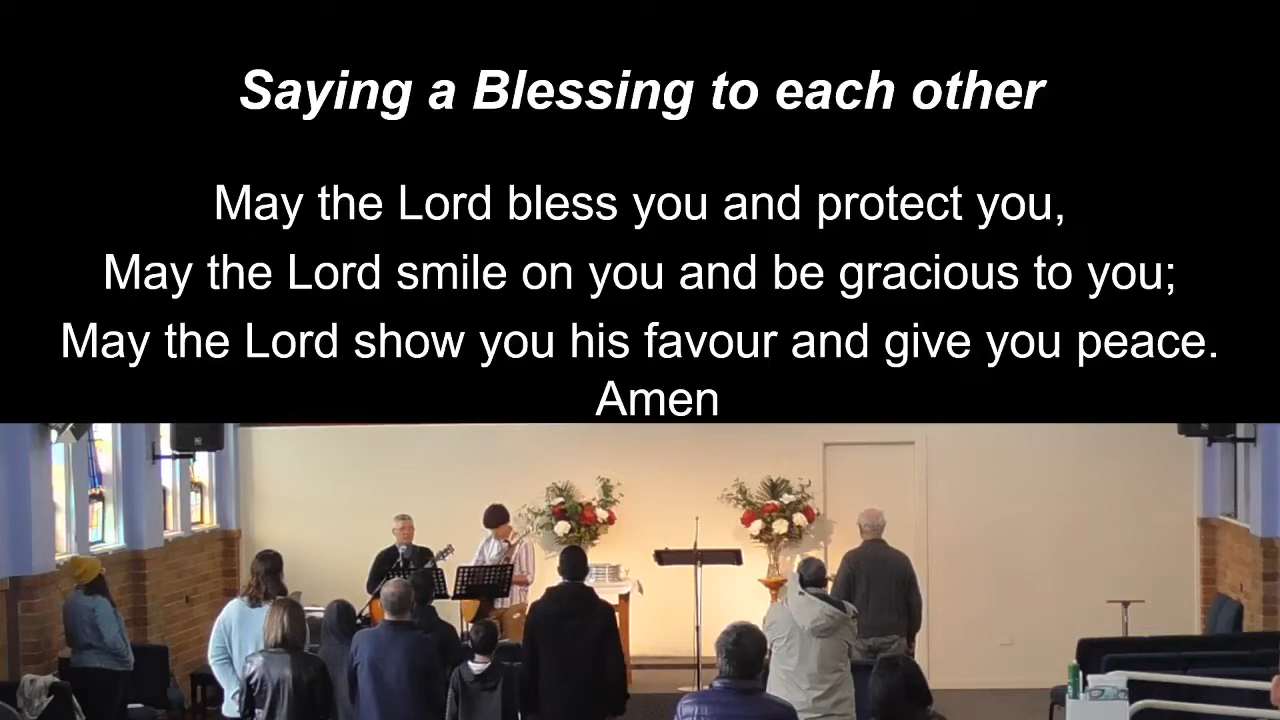 Saying a Blessing to each other
May the Lord bless you and protect you,
May the Lord smile on you and be gracious to you;
May the Lord show you his favour and give you peace.
Amen